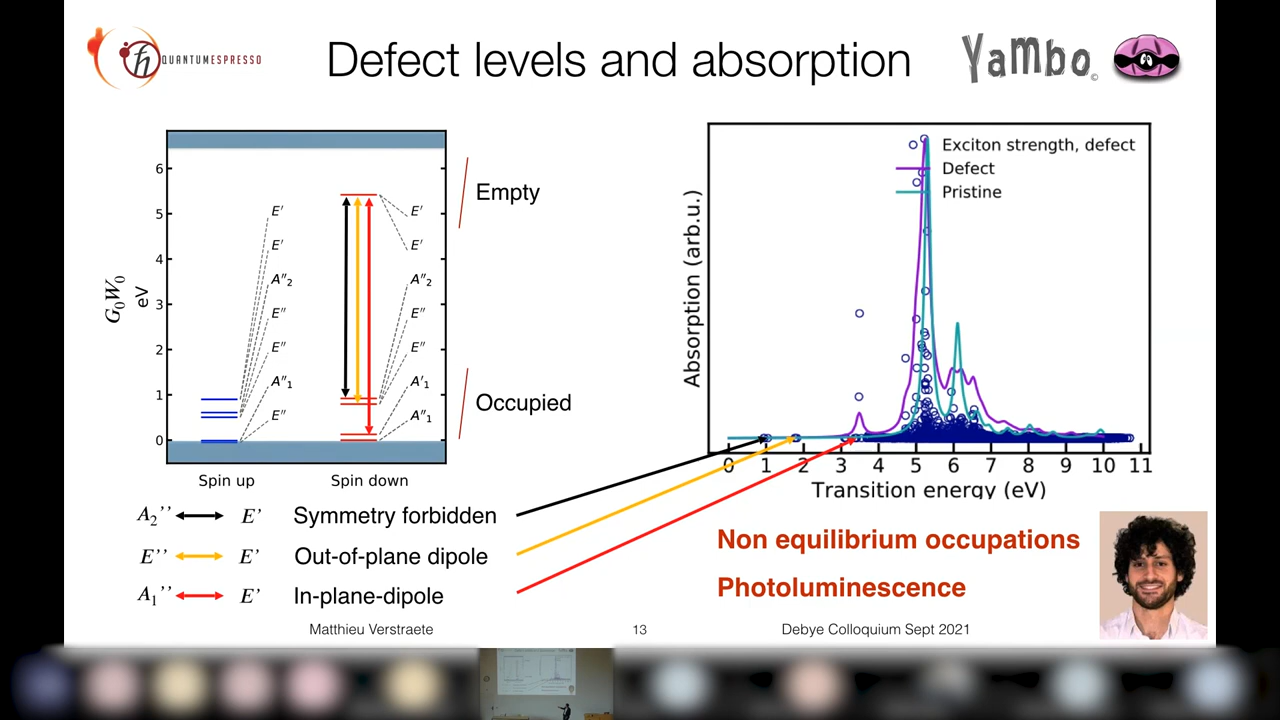 QUANTUMESPRESSO
Defect levels and absorption
Yambo©
G₀W₀
eV
6
5
4
3
2
1
0
E'
E'
A''₂
E''
E''
A''₁
E''
E'
E'
A''₂
E''
E''
A'₁
A''₁
Spin up
Spin down
Empty
Occupied
Absorption (arb.u.)
Exciton strength, defect
Defect
Pristine
0 1 2 3 4 5 6 7 8 9 10 11
Transition energy (eV)
A₂’’ E’ Symmetry forbidden
E’’ E’ Out-of-plane dipole
A₁’’ E’ In-plane-dipole
Non equilibrium occupations
Photoluminescence
Matthieu Verstraete
13
Debye Colloquium Sept 2021